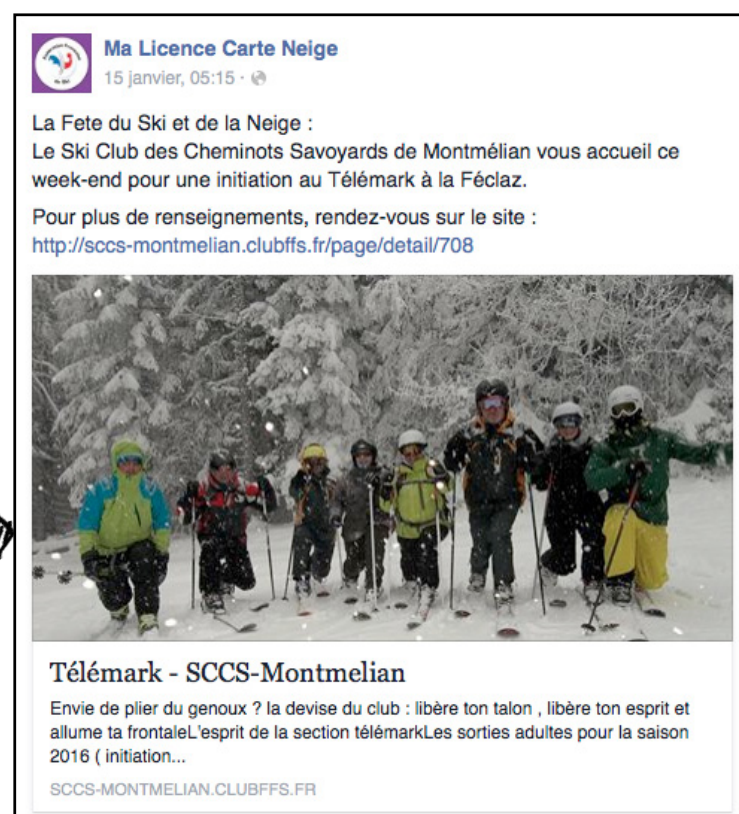 Ma Licence Carte Neige
15 janvier, 05:15 ·
La Fete du Ski et de la Neige :
Le Ski Club des Cheminots Savoyards de Montmélian vous accueil ce
week-end pour une initiation au Télémark à la Féclaz.
Pour plus de renseignements, rendez-vous sur le site :
http://sccs-montmelian.clubffs.fr/page/detail/708
Télémark - SCCS-Montmelian
Envie de plier du genoux ? la devise du club : libère ton talon , libère ton esprit et
allume ta frontaleL'esprit de la section télémarkLes sorties adultes pour la saison
2016 ( initiation...
SCCS-MONTMELIAN.CLUBFFS.FR